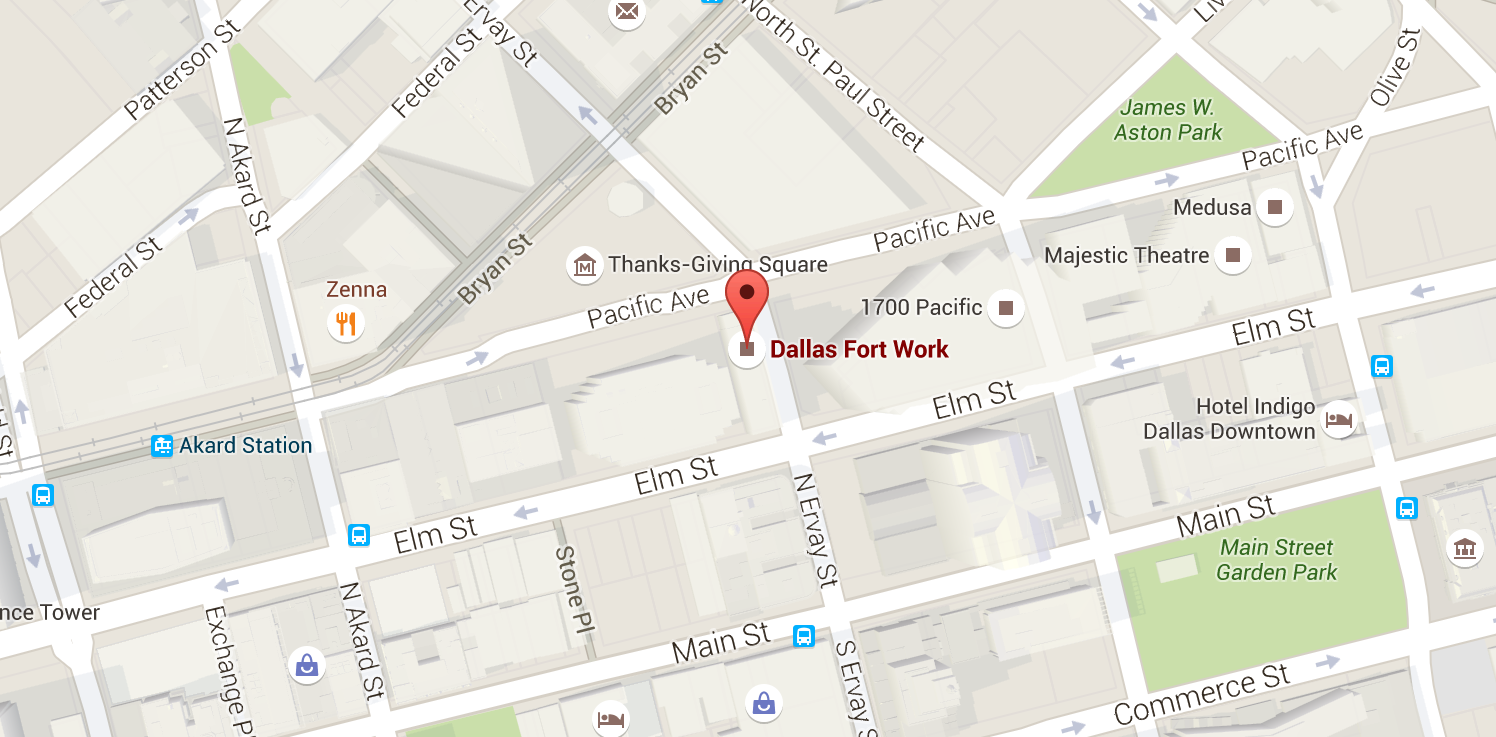 Patterson St
N Ervay St
Federal St
Bryan St
North St. Paul Street
Olive St
James W.
Aston Park
Pacific Ave
N Akard St
Medusa
Pacific Ave
Majestic Theatre
Federal St
Bryan St
Thanks-Giving Square
Zenna
Pacific Ave
1700 Pacific
Elm St
Dallas Fort Work
Elm St
Hotel Indigo
Dallas Downtown
Akard Station
Elm St
N Ervay St
Main St
Elm St
Main Street
Garden Park
Stone Pl
nce Tower
Exchange P
N Akard St
Main St
S Ervay S
Commerce St